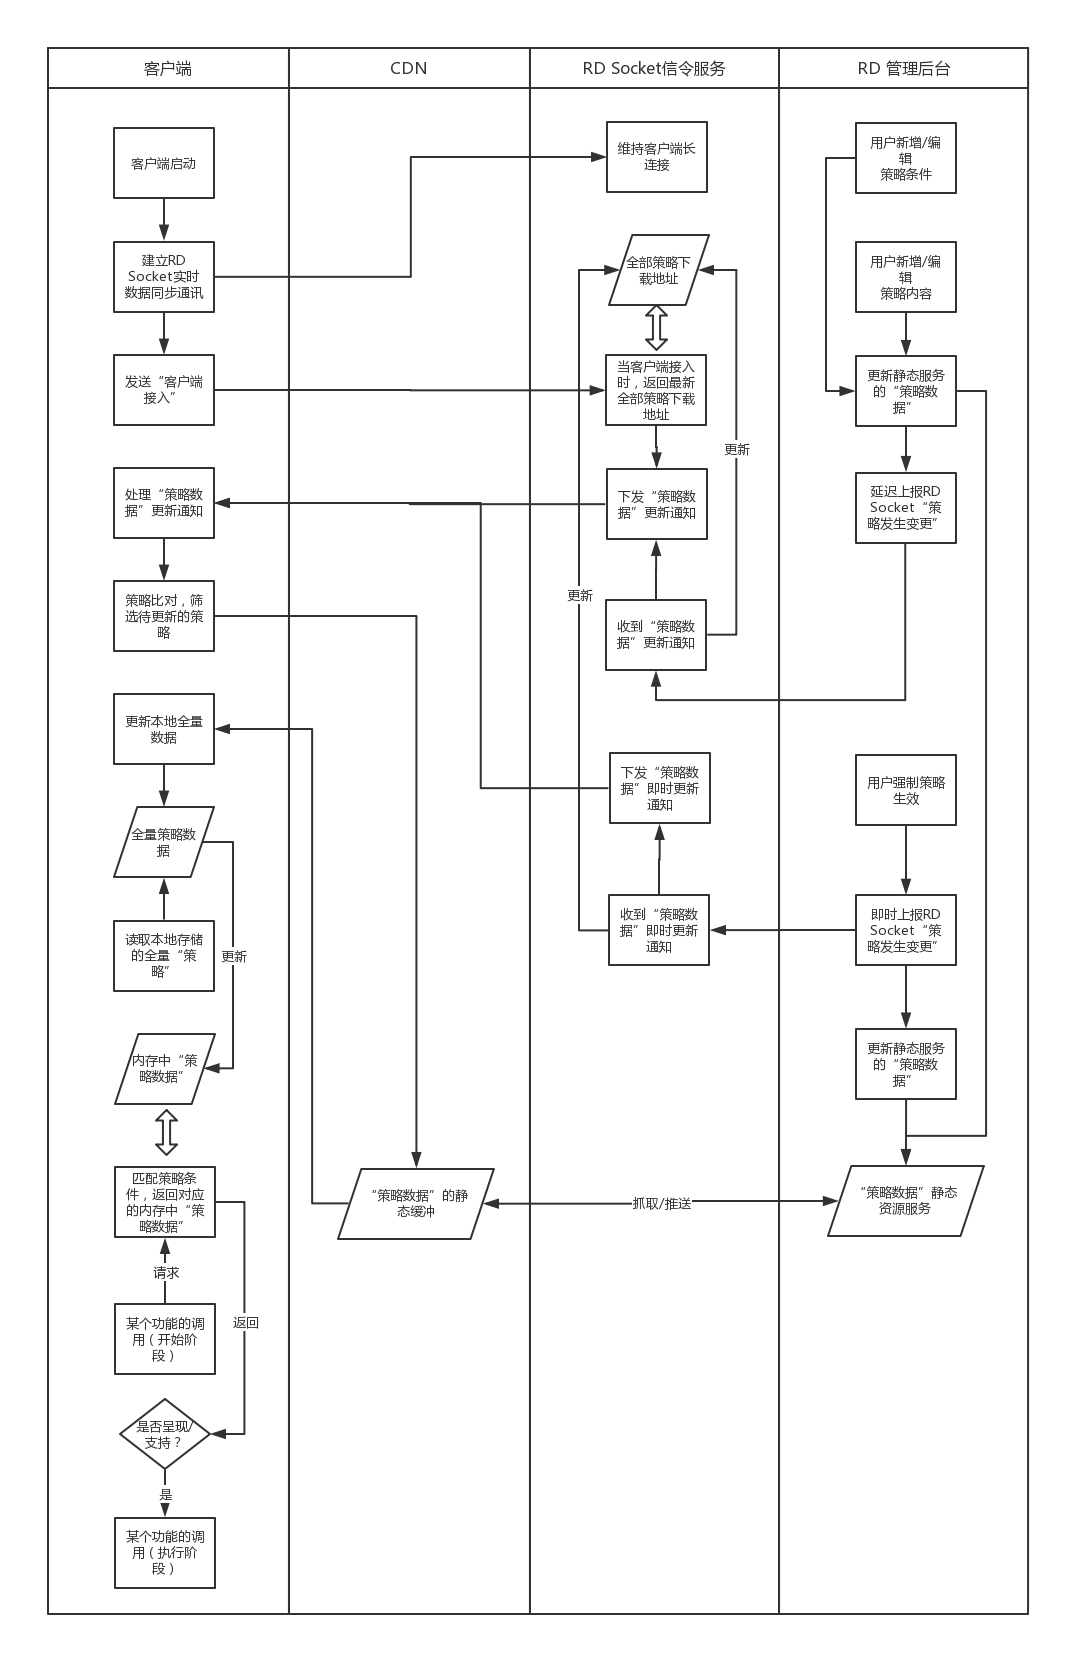 客户端
CDN
RD Socket信令服务
RD 管理后台
客户端启动
建立RD
Socket实时
数据同步通讯
发送“客户端
接入”
处理“策略数
据”更新通知
策略比对，筛
选待更新的策
略
更新本地全量
数据
全量策略数
据
读取本地存储
的全量“策
略”
更新
内存中“策
略数据”
匹配策略条
件，返回对应
的内存中“策
略数据”
请求
某个功能的调
用（开始阶
段）
返回
是否呈现/
支持？
是
某个功能的调
用（执行阶
段）
“策略数据”的静
态缓冲
抓取/推送
维持客户端长
连接
全部策略下
载地址
当客户端接入
时，返回最新
全部策略下载
地址
更新
下发“策略数
据”更新通知
更新
收到“策略数
据”更新通知
下发“策略数
据”即时更新
通知
收到“策略数
据”即时更新
通知
用户新增/编
辑
策略条件
用户新增/编
辑
策略内容
更新静态服务
的“策略数
据”
延迟上报RD
Socket“策
略发生变更”
用户强制策略
生效
即时上报RD
Socket“策
略发生变更”
更新静态服务
的“策略数
据”
“策略数据”静态
资源服务